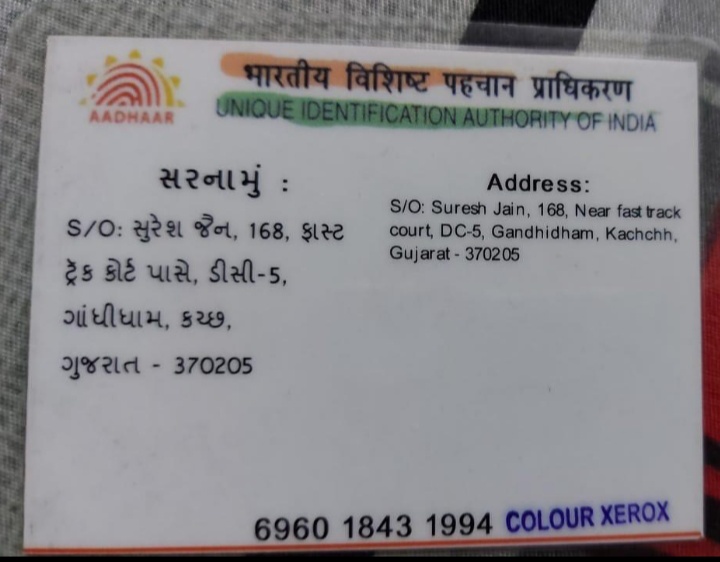 भारतीय विशिष्ट पहचान प्राधिकरण
AADHAAR
UNIQUE IDENTIFICATION AUTHORITY OF INDIA
સરનામું :
S/O: સુરેશ જૈન, 168, ફાસ્ટ
ટ્રૅક કોર્ટ પાસે, ડીસી-5,
ગાંધીધામ, કચ્છ,
ગુજરાત - 370205
Address:
S/O: Suresh Jain, 168, Near fast track
court, DC-5, Gandhidham, Kachchh,
Gujarat - 370205
6960 1843 1994 COLOUR XEROX